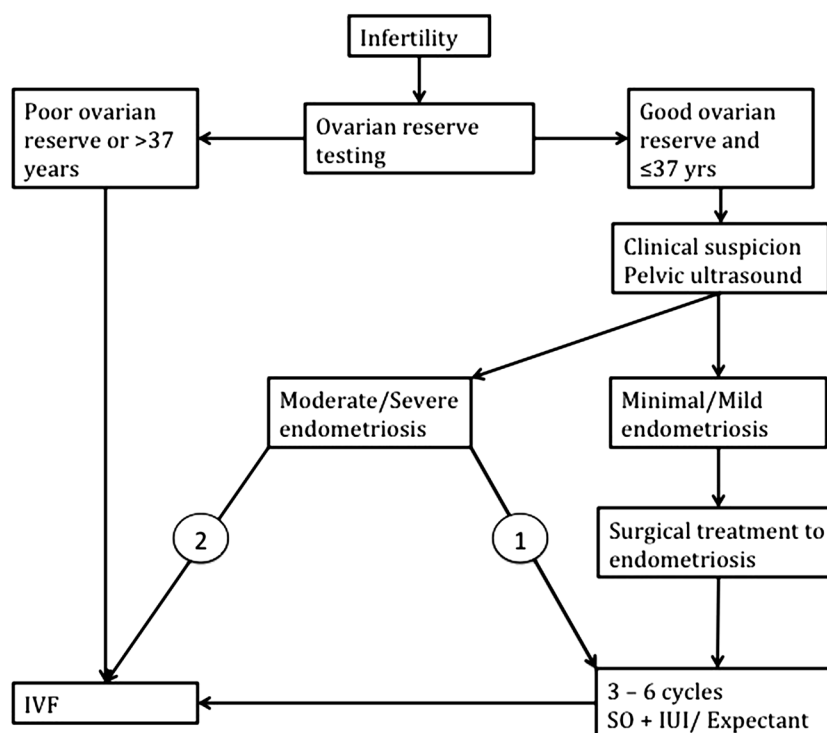 Infertility
Poor ovarian
reserve or >37
years
Ovarian reserve
testing
Good ovarian
reserve and
≤37 yrs
Clinical suspicion
Pelvic ultrasound
Moderate/Severe
endometriosis
Minimal/Mild
endometriosis
2
1
Surgical treatment to
endometriosis
IVF
3 – 6 cycles
SO + IUI/ Expectant